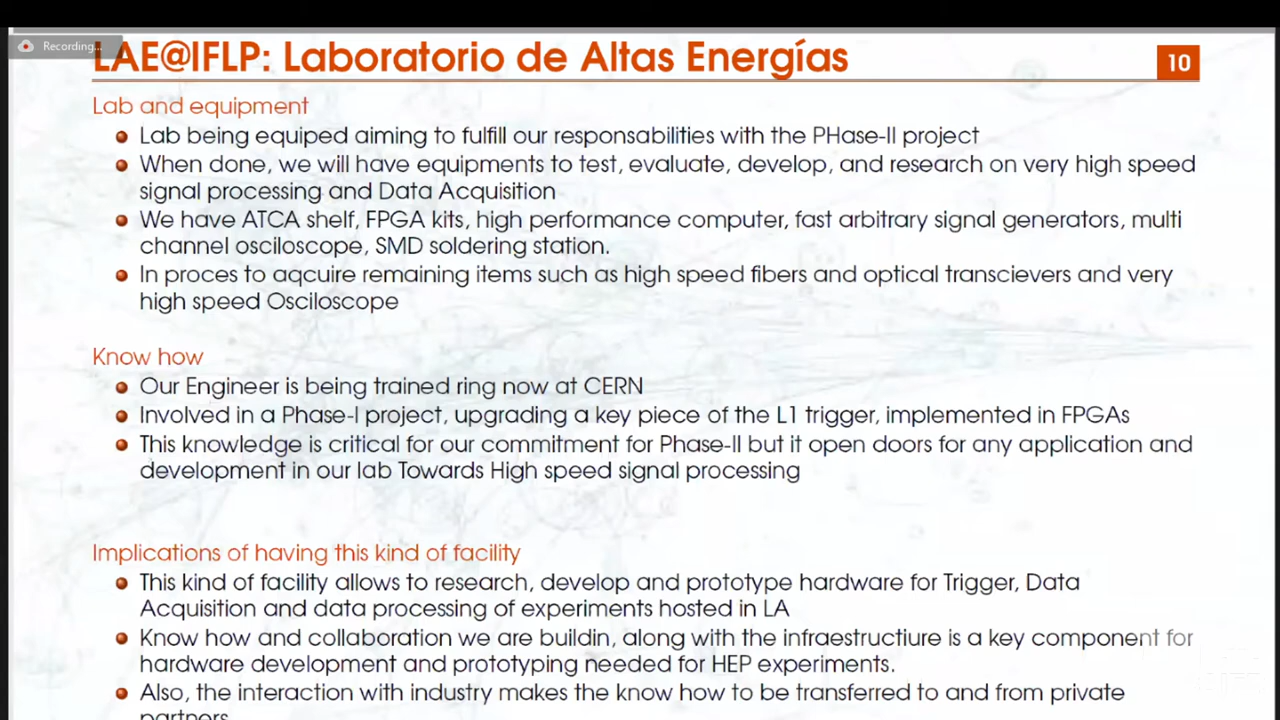 Recording...
LAE@IFLP: Laboratorio de Altas Energías
10
Lab and equipment
Lab being equiped aiming to fulfill our responsabilities with the PHase-II project
When done, we will have equipments to test, evaluate, develop, and research on very high speed
signal processing and Data Acquisition
We have ATCA shelf, FPGA kits, high performance computer, fast arbitrary signal generators, multi
channel osciloscope, SMD soldering station.
In proces to aqcuire remaining items such as high speed fibers and optical transcievers and very
high speed Osciloscope
Know how
Our Engineer is being trained ring now at CERN
Involved in a Phase-I project, upgrading a key piece of the L1 trigger, implemented in FPGAs
This knowledge is critical for our commitment for Phase-II but it open doors for any application and
development in our lab Towards High speed signal processing
Implications of having this kind of facility
This kind of facility allows to research, develop and prototype hardware for Trigger, Data
Acquisition and data processing of experiments hosted in LA
Know how and collaboration we are buildin, along with the infraestructiure is a key component for
hardware development and prototyping needed for HEP experiments.
Also, the interaction with industry makes the know how to be transferred to and from private
partners